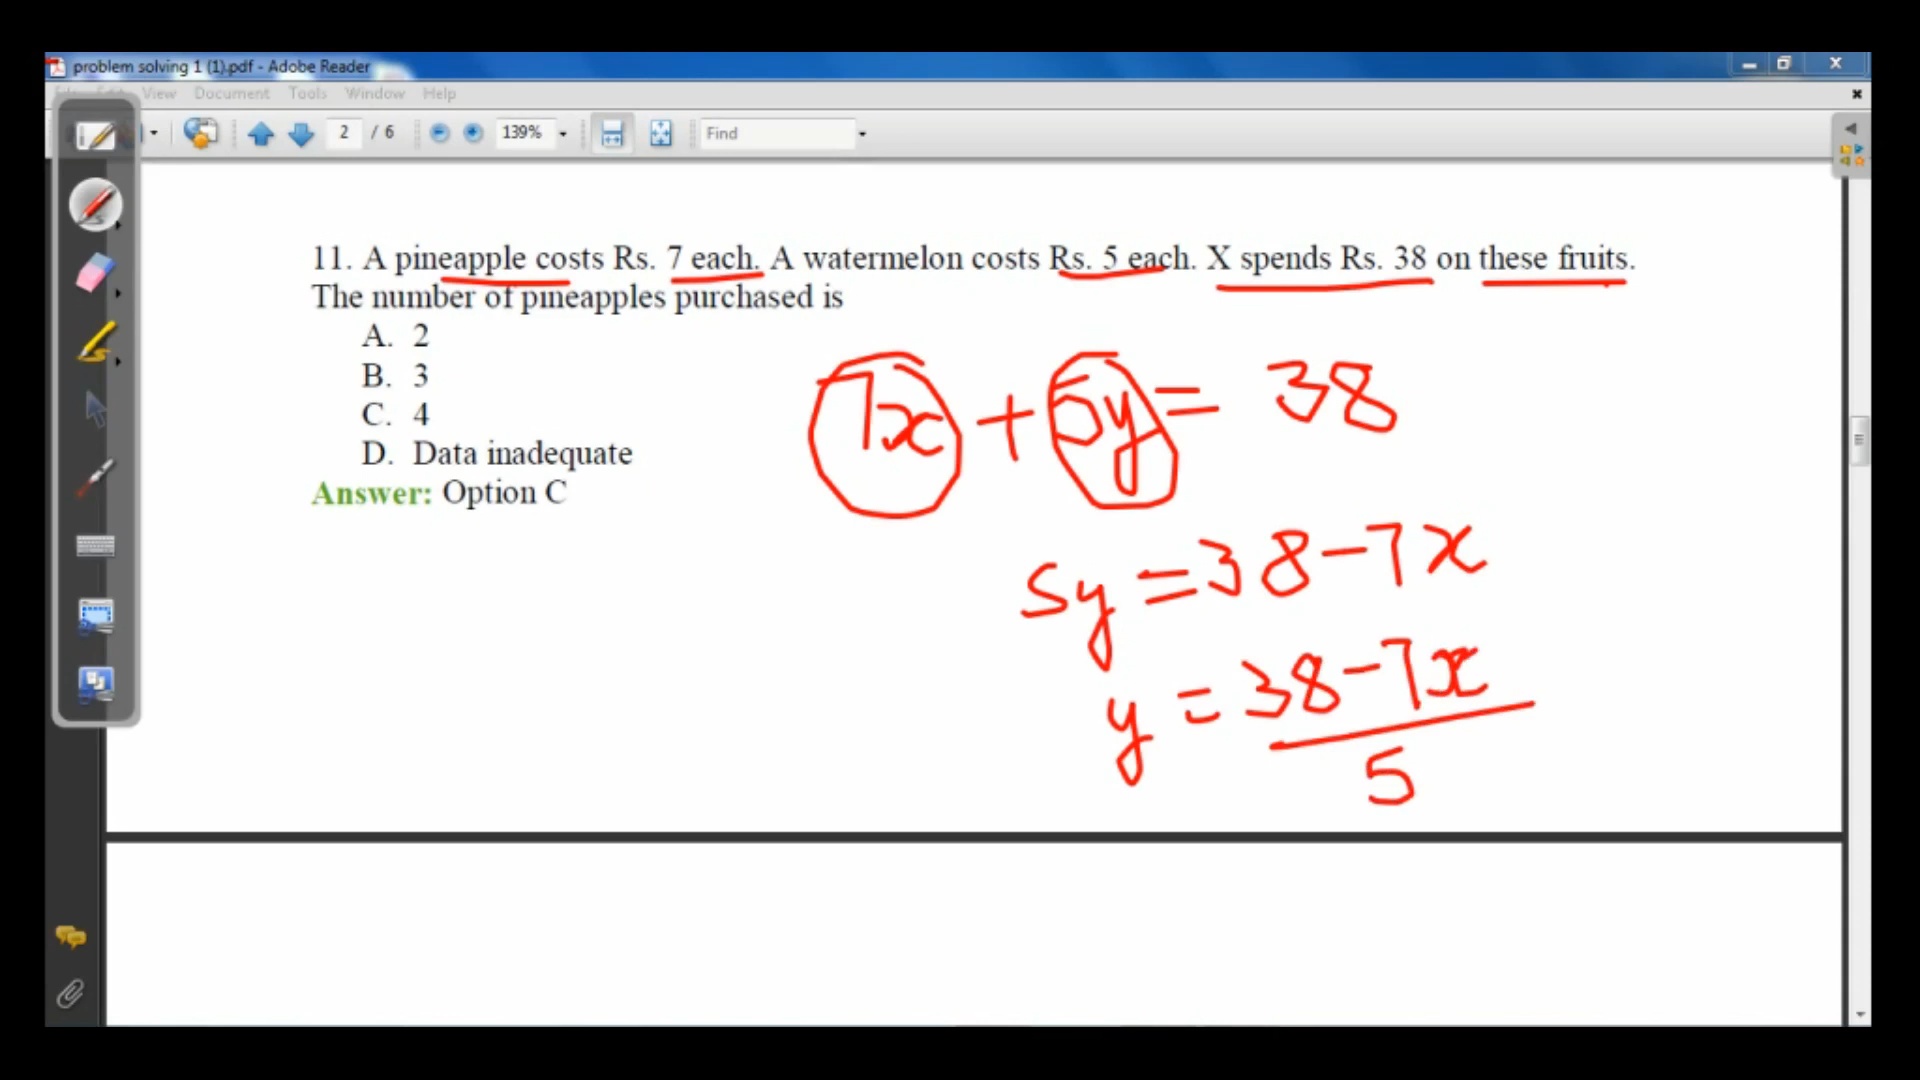 problem solving 1 (1).pdf - Adobe Reader
View Document Tools Window Help
2 / 6 139% Find
11. A pineapple costs Rs. 7 each. A watermelon costs Rs. 5 each. X spends Rs. 38 on these fruits.
The number of pineapples purchased is
A. 2
B. 3
C. 4
D. Data inadequate
Answer: Option C
7x + 5y = 38
5y = 38-7x
y = 38-7x
5